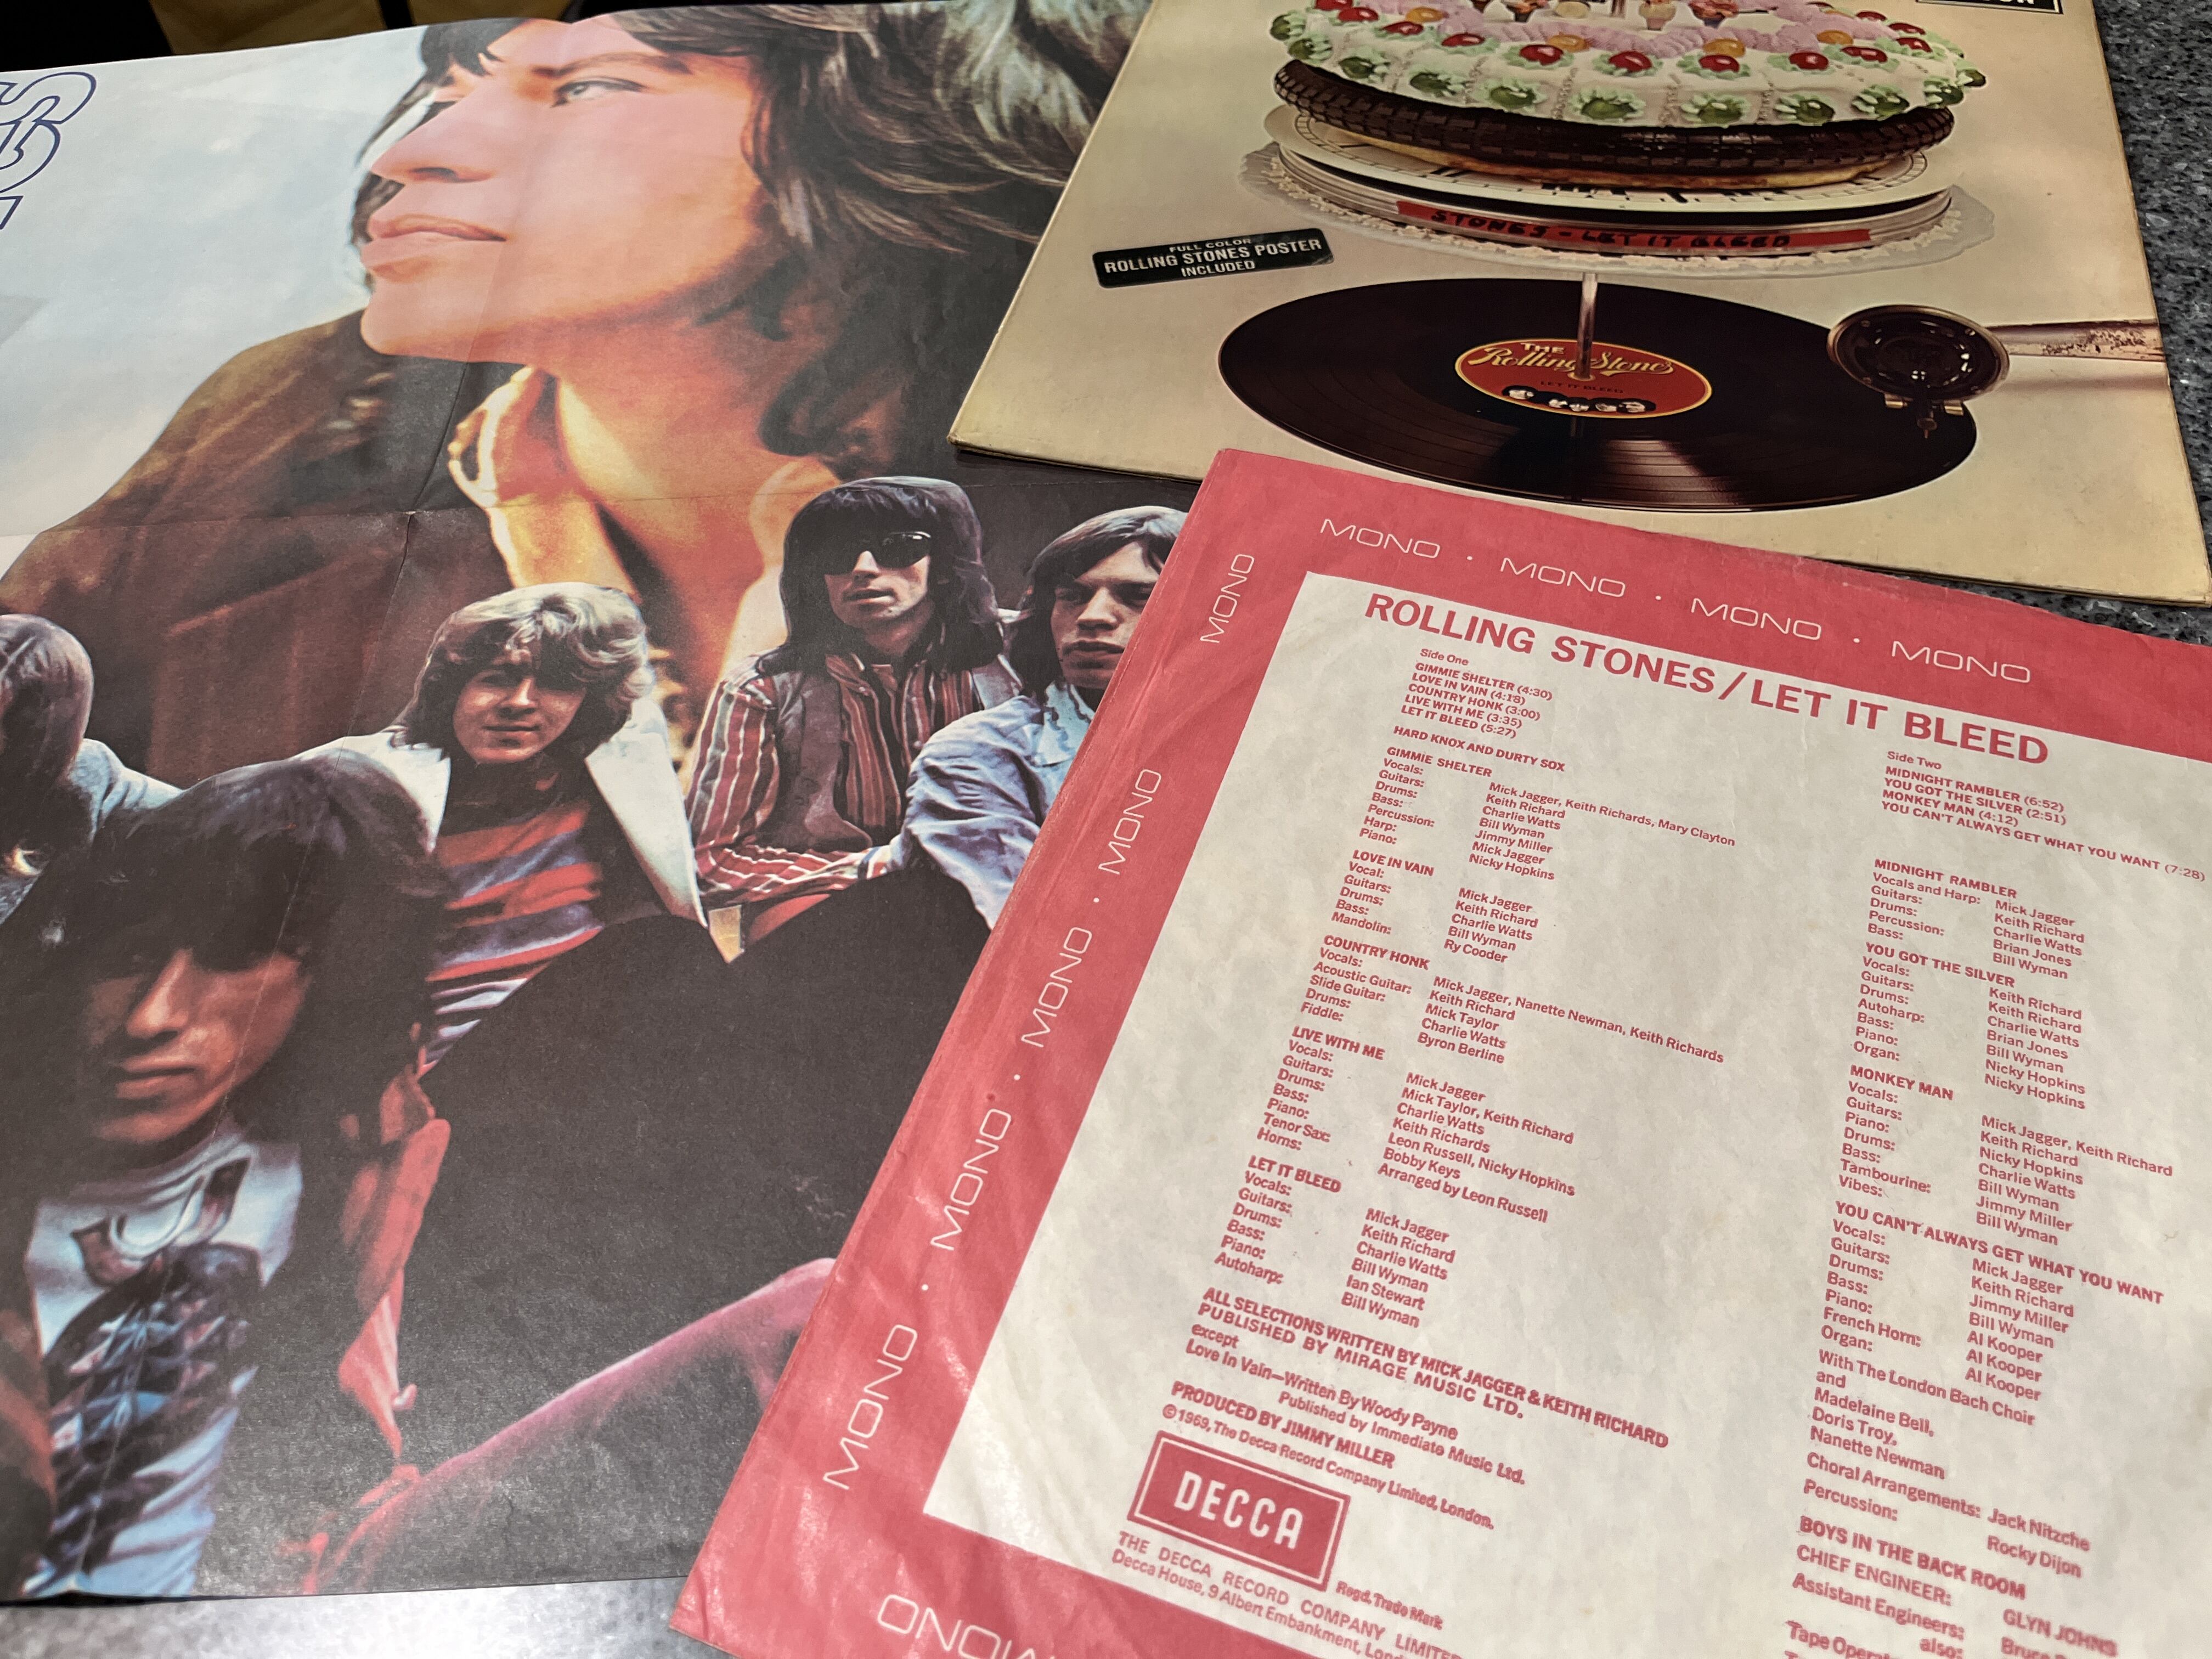 FULL COLOR
ROLLING STONES POSTER
INCLUDED
STONES - LET IT BLEED
THE
Rolling Stones
LET IT BLEED
MONO · MONO · MONO · MONO
MONO
MONO · MONO · MONO · MONO · MONO
MONO
ROLLING STONES/LET IT BLEED
Side One
GIMMIE SHELTER (4:30)
LOVE IN VAIN (4:18)
COUNTRY HONK (3:00)
LIVE WITH ME (3:35)
LET IT BLEED (5:27)
HARD KNOX AND DURTY SOX
GIMMIE SHELTER
Vocals: Mick Jagger, Keith Richards, Mary Clayton
Guitars: Keith Richard
Drums: Charlie Watts
Bass: Bill Wyman
Percussion: Jimmy Miller
Harp: Mick Jagger
Piano: Nicky Hopkins
LOVE IN VAIN
Vocal: Mick Jagger
Guitars: Keith Richard
Drums: Charlie Watts
Bass: Bill Wyman
Mandolin: Ry Cooder
COUNTRY HONK
Vocals: Mick Jagger, Nanette Newman, Keith Richards
Acoustic Guitar: Keith Richard
Slide Guitar: Mick Taylor
Drums: Charlie Watts
Fiddle: Byron Berline
LIVE WITH ME
Vocals: Mick Jagger
Guitars: Mick Taylor, Keith Richard
Drums: Charlie Watts
Bass: Keith Richards
Piano: Leon Russell, Nicky Hopkins
Tenor Sax: Bobby Keys
Horns: Arranged by Leon Russell
LET IT BLEED
Vocals: Mick Jagger
Guitars: Keith Richard
Drums: Charlie Watts
Bass: Bill Wyman
Piano: Ian Stewart
Autoharp: Bill Wyman
ALL SELECTIONS WRITTEN BY MICK JAGGER & KEITH RICHARD
PUBLISHED BY MIRAGE MUSIC LTD.
except
Love In Vain—Written By Woody Payne
Published by Immediate Music Ltd.
PRODUCED BY JIMMY MILLER
©1969, The Decca Record Company Limited, London.
DECCA
Regd. Trade Mark
THE DECCA RECORD COMPANY
Decca House, 9 Albert Embankment,
Side Two
MIDNIGHT RAMBLER (6:52)
YOU GOT THE SILVER (2:51)
MONKEY MAN (4:12)
YOU CAN'T ALWAYS GET WHAT YOU WANT (7:28)
MIDNIGHT RAMBLER
Vocals and Harp: Mick Jagger
Guitars: Keith Richard
Drums: Charlie Watts
Percussion: Brian Jones
Bass: Bill Wyman
YOU GOT THE SILVER
Vocals: Keith Richard
Guitars: Keith Richard
Drums: Charlie Watts
Autoharp: Brian Jones
Bass: Bill Wyman
Piano: Nicky Hopkins
Organ: Nicky Hopkins
MONKEY MAN
Vocals: Mick Jagger, Keith Richard
Guitars: Keith Richard
Piano: Nicky Hopkins
Drums: Charlie Watts
Bass: Bill Wyman
Tambourine: Jimmy Miller
Vibes: Bill Wyman
YOU CAN'T ALWAYS GET WHAT YOU WANT
Vocals: Mick Jagger
Guitars: Keith Richard
Drums: Jimmy Miller
Bass: Bill Wyman
Piano: Al Kooper
French Horn: Al Kooper
Organ: Al Kooper
With The London Bach Choir
and
Madelaine Bell,
Doris Troy,
Nanette Newman
Choral Arrangements: Jack Nitzche
Percussion: Rocky Dijon
BOYS IN THE BACK ROOM
CHIEF ENGINEER: GLYN JOHNS
Assistant Engineers: Bruce
also:
Tape